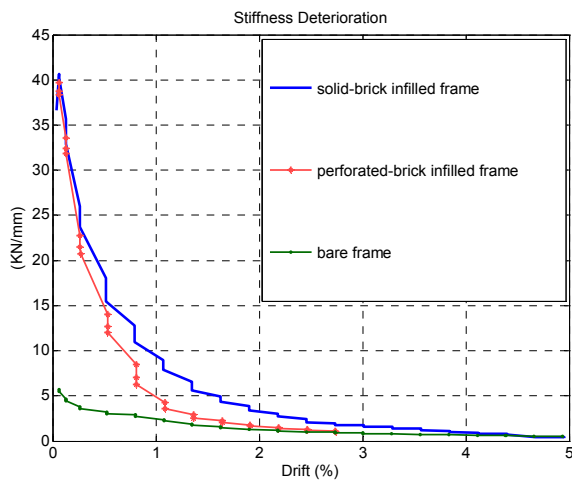 Stiffness Deterioration
45
40
35
30
25
20
15
10
5
0
(KN/mm)
solid-brick infilled frame
perforated-brick infilled frame
bare frame
0 1 2 3 4 5
Drift (%)